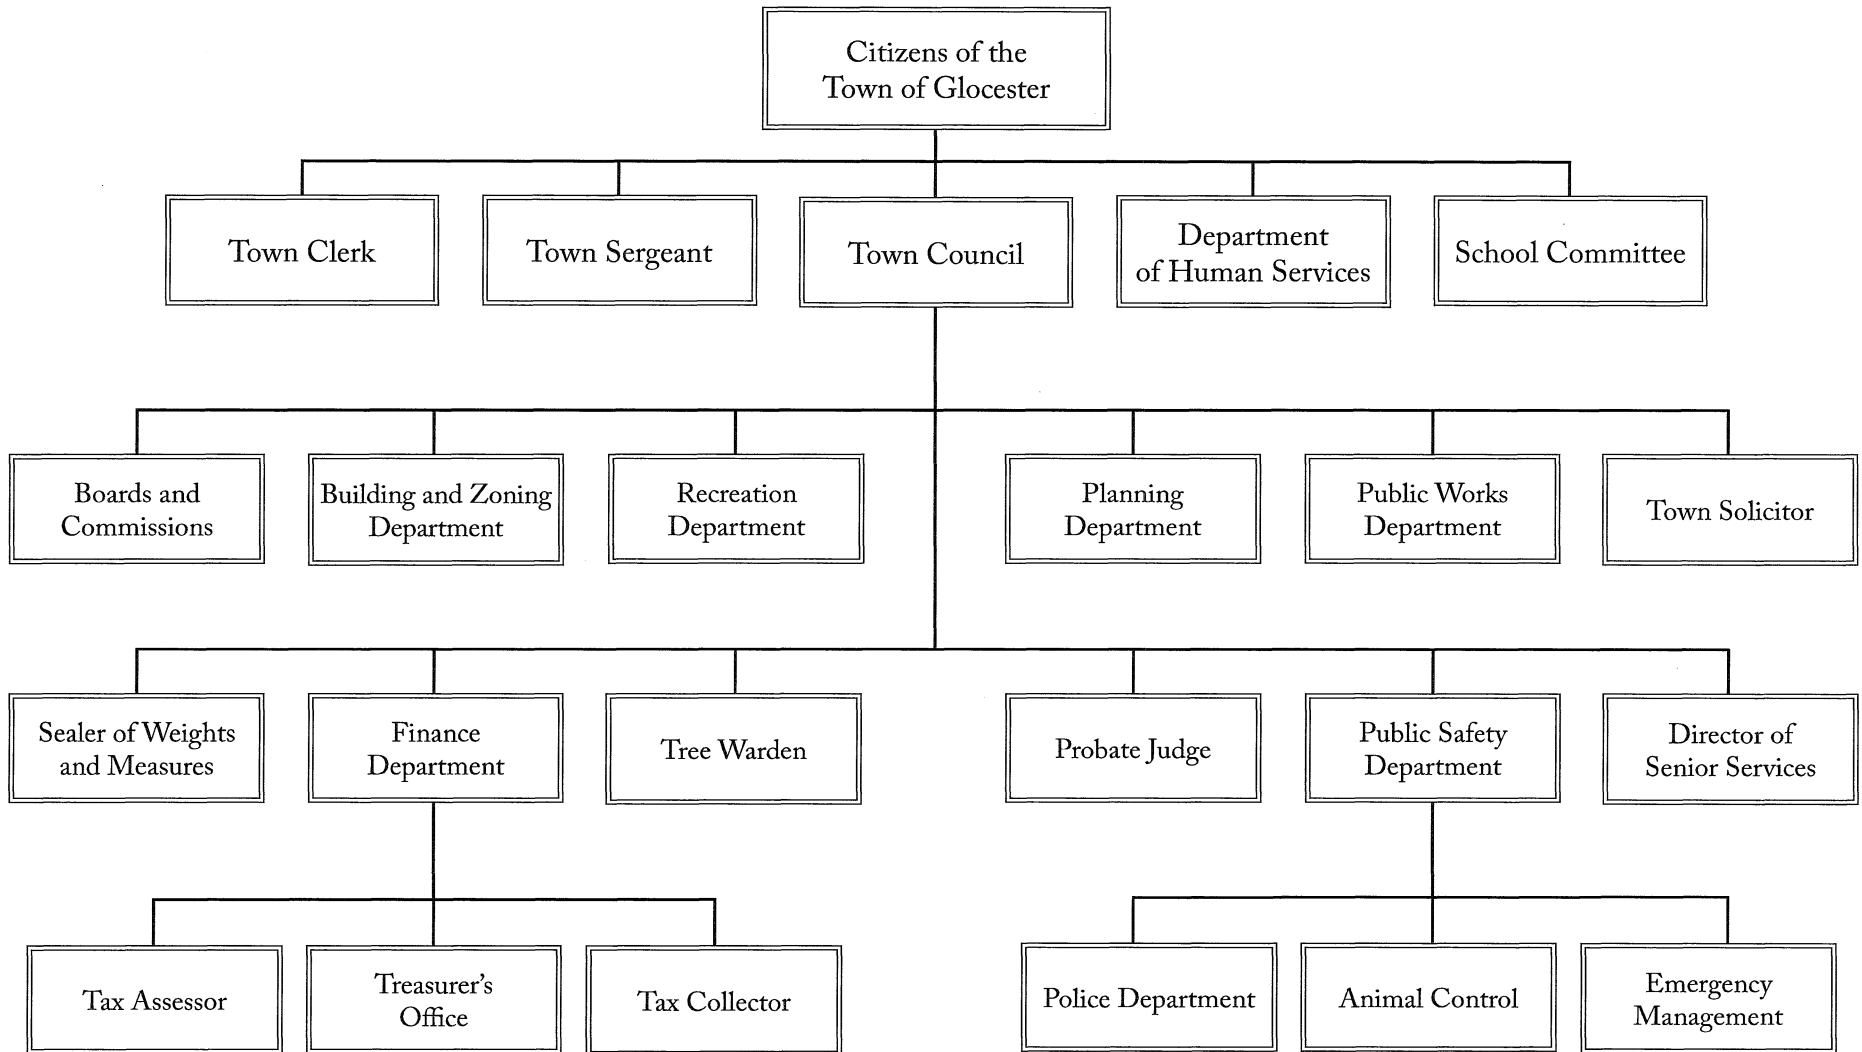 Citizens of the
Town of Glocester
Town Clerk
Town Sergeant
Town Council
Department
of Human Services
School Committee
Boards and
Commissions
Building and Zoning
Department
Recreation
Department
Planning
Department
Public Works
Department
Town Solicitor
Sealer of Weights
and Measures
Finance
Department
Tree Warden
Probate Judge
Public Safety
Department
Director of
Senior Services
Tax Assessor
Treasurer’s
Office
Tax Collector
Police Department
Animal Control
Emergency
Management